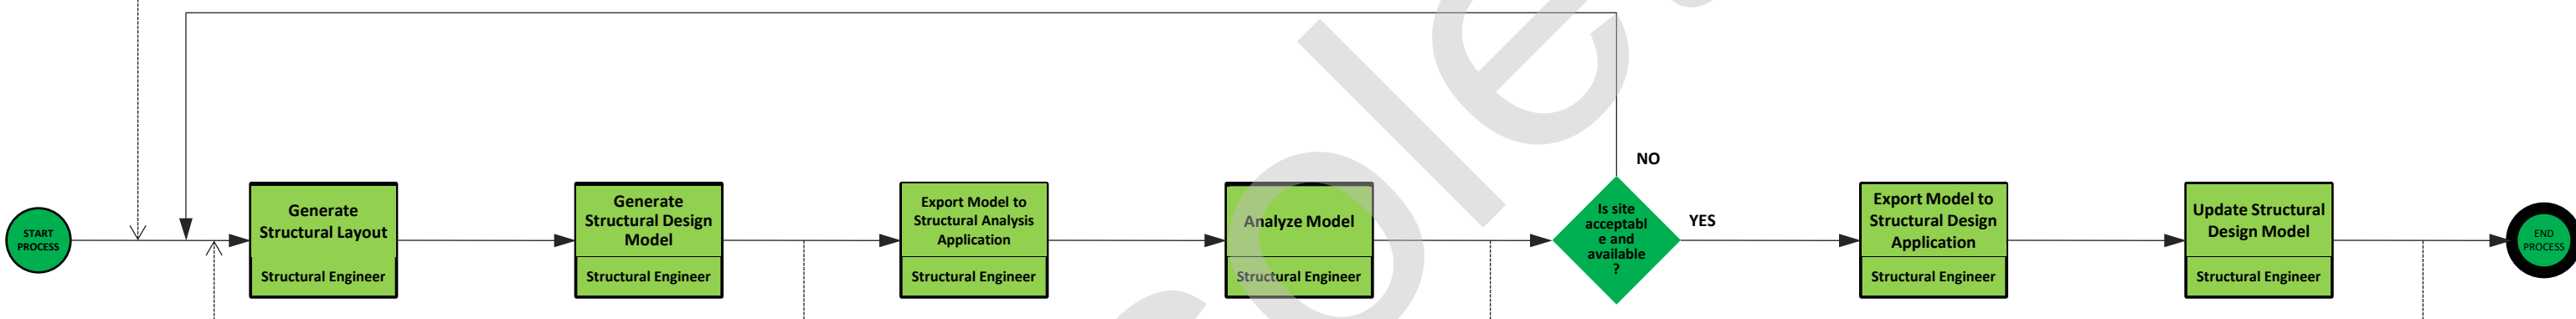 NO
START
PROCESS
Generate
Structural Layout
Structural Engineer
Generate
Structural Design
Model
Structural Engineer
Export Model to
Structural Analysis
Application
Structural Engineer
Analyze Model
Structural Engineer
Is site
acceptabl
e and
available
?
YES
Export Model to
Structural Design
Application
Structural Engineer
Update Structural
Design Model
Structural Engineer
END
PROCESS